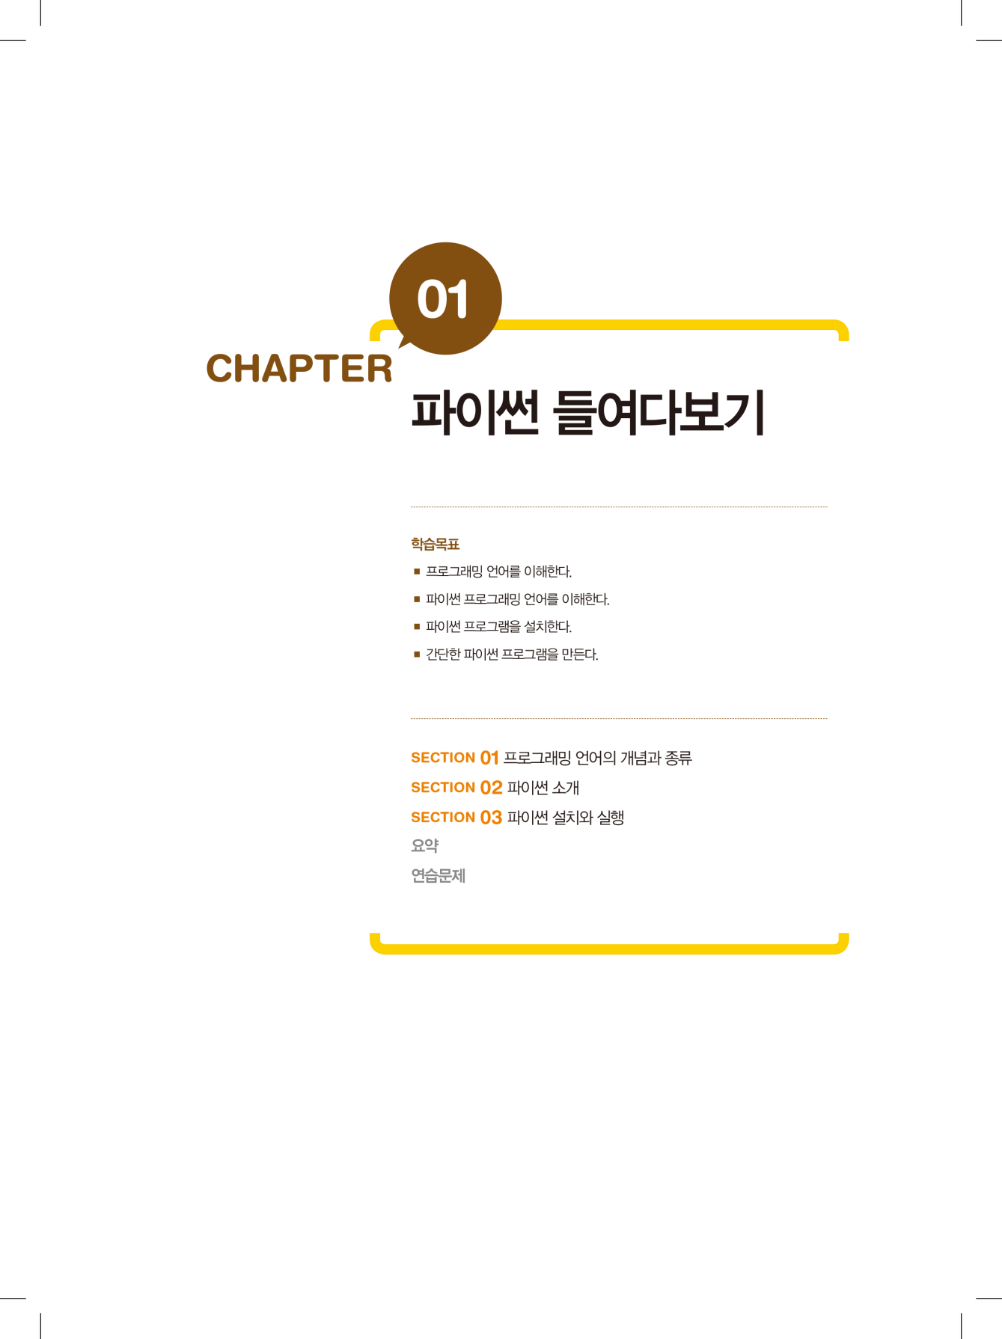 01
CHAPTER
파이썬 들여다보기
학습목표
■ 프로그래밍 언어를 이해한다.
■ 파이썬 프로그래밍 언어를 이해한다.
■ 파이썬 프로그램을 설치한다.
■ 간단한 파이썬 프로그램을 만든다.
SECTION 01 프로그래밍 언어의 개념과 종류
SECTION 02 파이썬 소개
SECTION 03 파이썬 설치와 실행
요약
연습문제